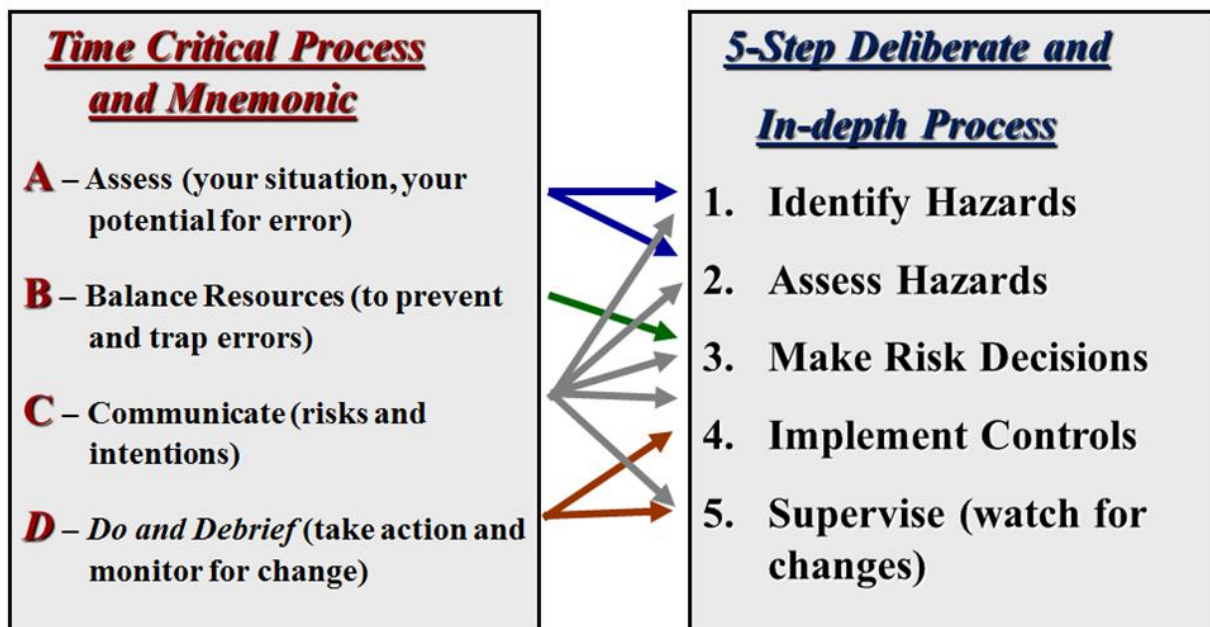 Time Critical Process
and Mnemonic
A – Assess (your situation, your
potential for error)
B – Balance Resources (to prevent
and trap errors)
C – Communicate (risks and
intentions)
D – Do and Debrief (take action and
monitor for change)
5-Step Deliberate and
In-depth Process
1. Identify Hazards
2. Assess Hazards
3. Make Risk Decisions
4. Implement Controls
5. Supervise (watch for
changes)